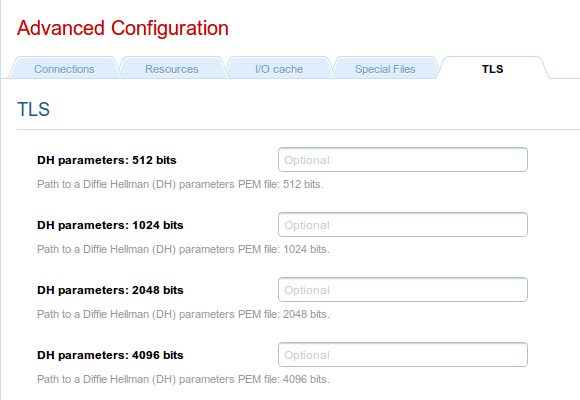 Advanced Configuration
Connections Resources I/O cache Special Files TLS
TLS
DH parameters: 512 bits Optional
Path to a Diffie Hellman (DH) parameters PEM file: 512 bits.
DH parameters: 1024 bits Optional
Path to a Diffie Hellman (DH) parameters PEM file: 1024 bits.
DH parameters: 2048 bits Optional
Path to a Diffie Hellman (DH) parameters PEM file: 2048 bits.
DH parameters: 4096 bits Optional
Path to a Diffie Hellman (DH) parameters PEM file: 4096 bits.